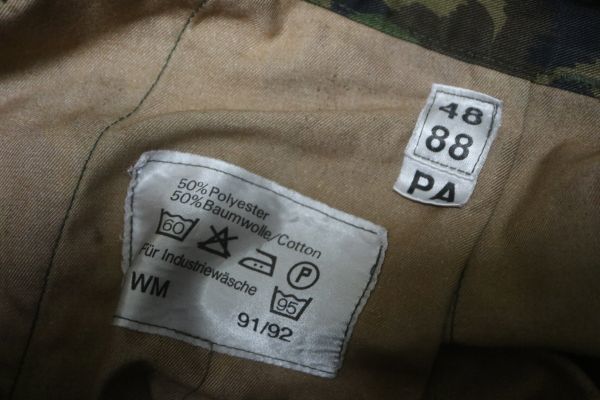 48
88
PA
50% Polyester
50% Baumwolle/Cotton
60
P
Für Industriewäsche
95
WM
91/92